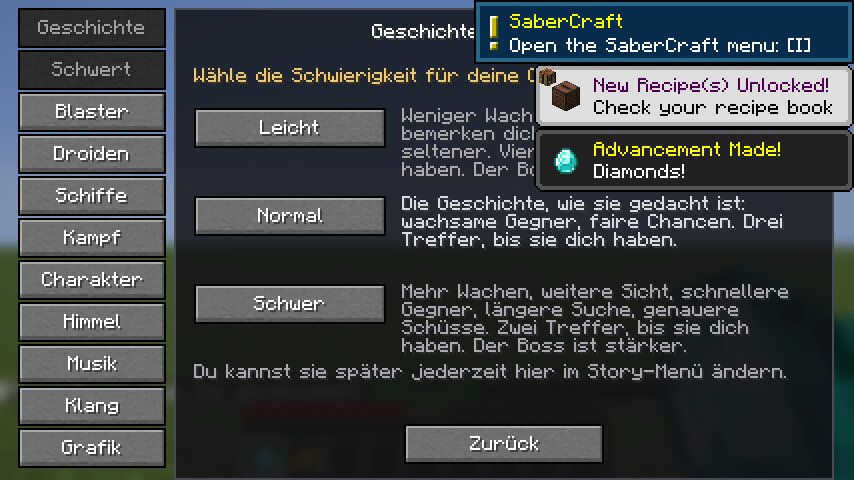 Geschichte
Schwert
Blaster
Droiden
Schiffe
Kampf
Charakter
Himmel
Musik
Klang
Grafik
Geschichte
Wähle die Schwierigkeit für deine
Leicht
Weniger
bemerken
seltener.
haben. Der
Normal
Die Geschichte, wie sie gedacht ist:
wachsame Gegner, faire Chancen. Drei
Treffer, bis sie dich haben.
Schwer
Mehr Wachen, weitere Sicht, schnellere
Gegner, längere Suche, genauere
Schüsse. Zwei Treffer, bis sie dich
haben. Der Boss ist stärker.
Du kannst sie später jederzeit hier im Story-Menü ändern.
Zurück
SaberCraft
Open the SaberCraft menu: [I]
New Recipe(s) Unlocked!
Check your recipe book
Advancement Made!
Diamonds!